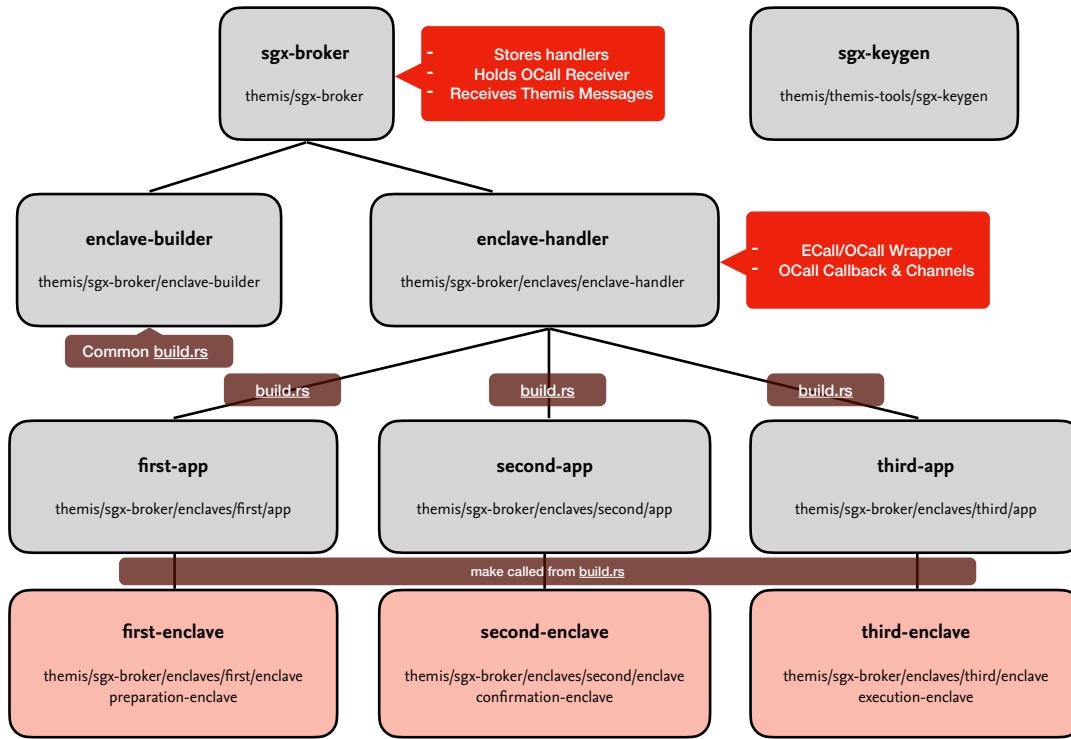 sgx-broker
themis/sgx-broker
- Stores handlers
- Holds OCall Receiver
- Receives Themis Messages
sgx-keygen
themis/themis-tools/sgx-keygen
enclave-builder
themis/sgx-broker/enclave-builder
enclave-handler
themis/sgx-broker/enclaves/enclave-handler
- ECall/OCall Wrapper
- OCall Callback & Channels
Common build.rs
build.rs
build.rs
build.rs
first-app
themis/sgx-broker/enclaves/first/app
second-app
themis/sgx-broker/enclaves/second/app
third-app
themis/sgx-broker/enclaves/third/app
make called from build.rs
first-enclave
themis/sgx-broker/enclaves/first/enclave
preparation-enclave
second-enclave
themis/sgx-broker/enclaves/second/enclave
confirmation-enclave
third-enclave
themis/sgx-broker/enclaves/third/enclave
execution-enclave